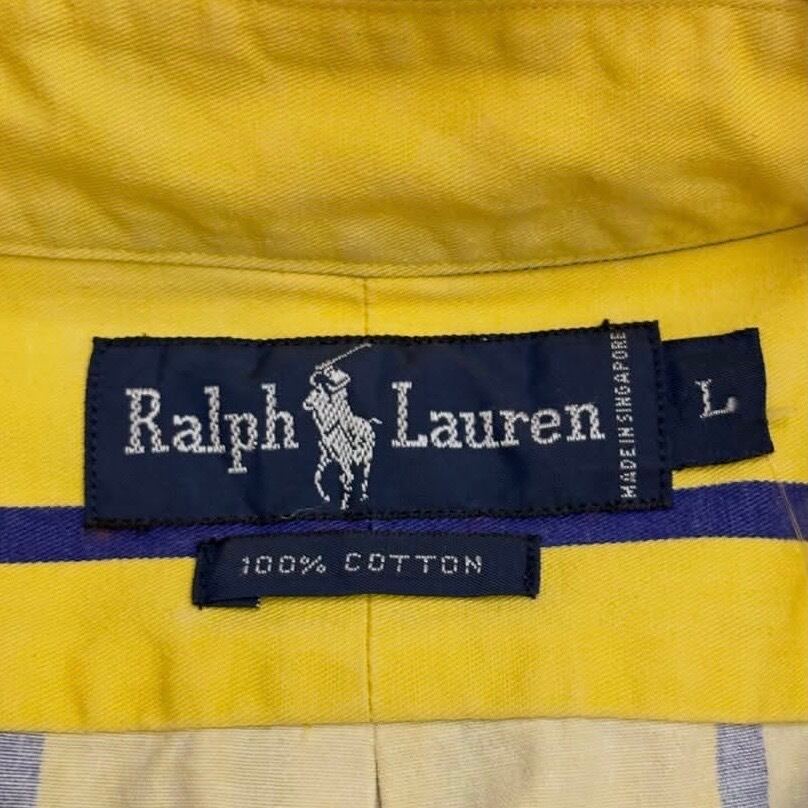 Ralph Lauren
MADE IN SINGAPORE
L
100% COTTON